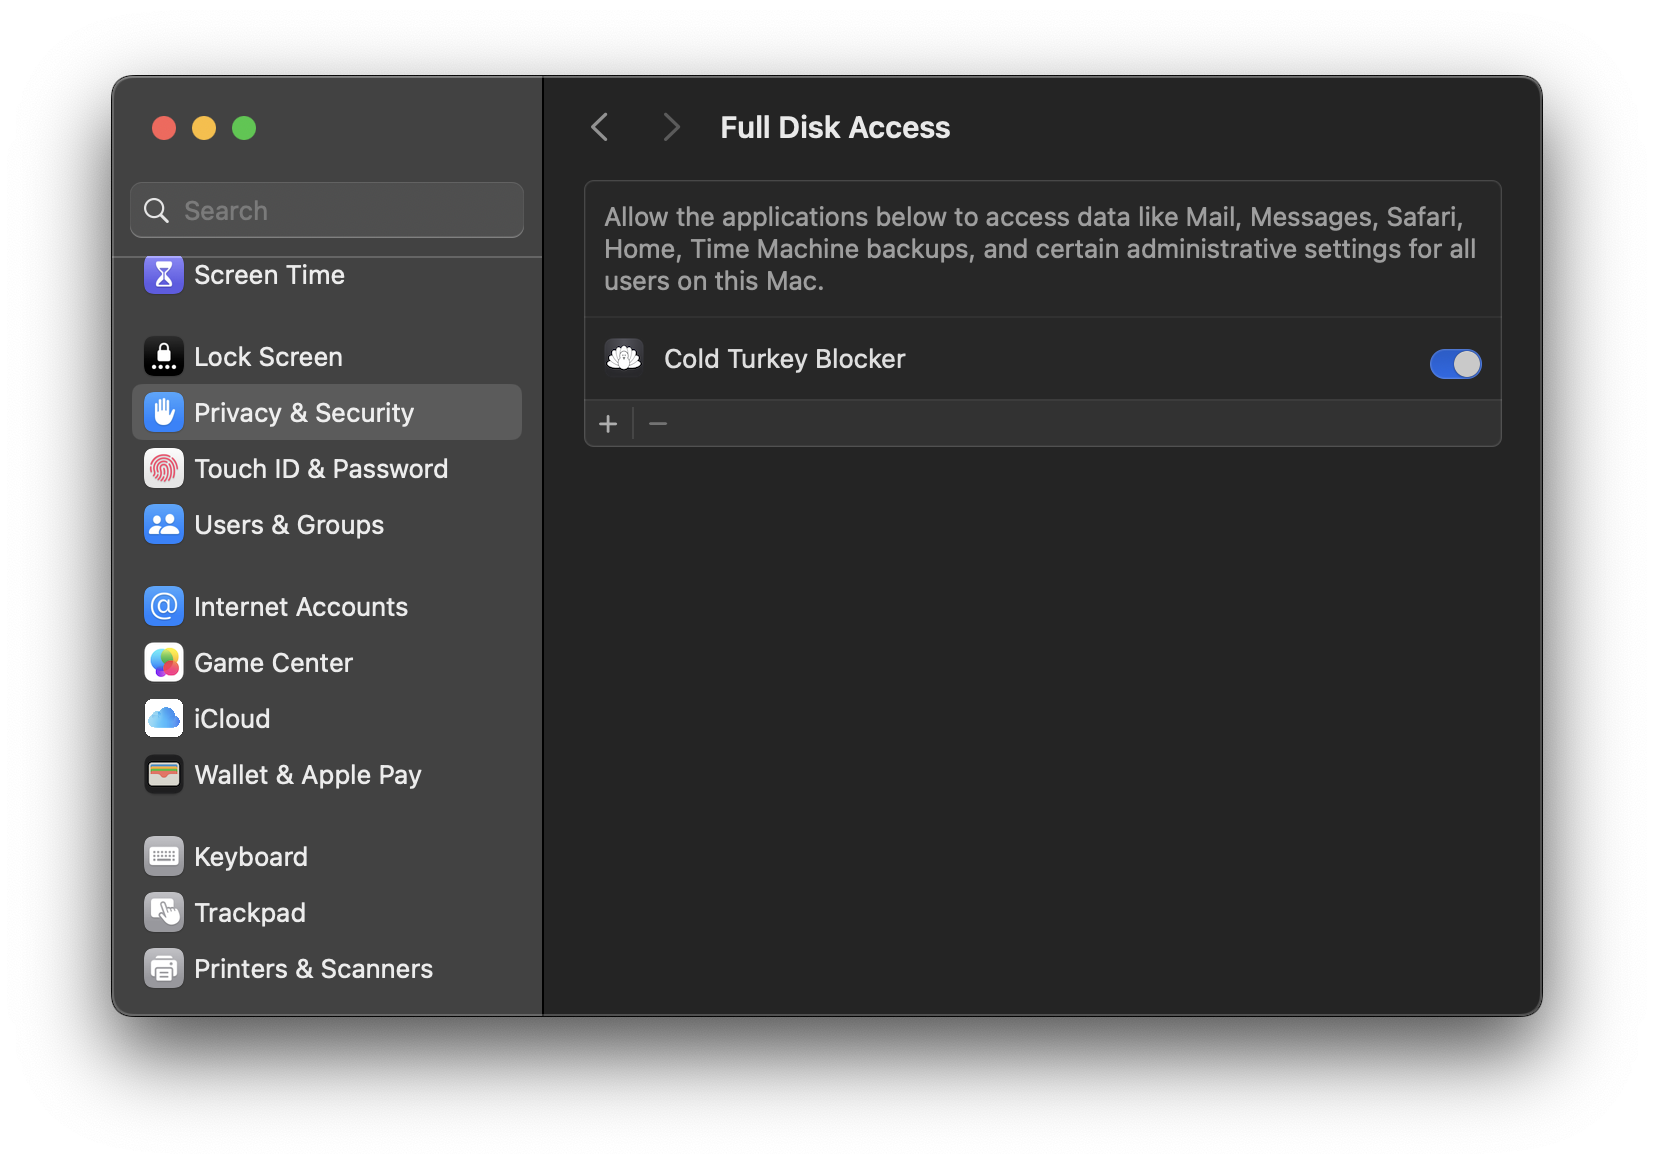 Search
Screen Time
Lock Screen
Privacy & Security
Touch ID & Password
Users & Groups
Internet Accounts
Game Center
iCloud
Wallet & Apple Pay
Keyboard
Trackpad
Printers & Scanners
Full Disk Access
Allow the applications below to access data like Mail, Messages, Safari,
Home, Time Machine backups, and certain administrative settings for all
users on this Mac.
Cold Turkey Blocker